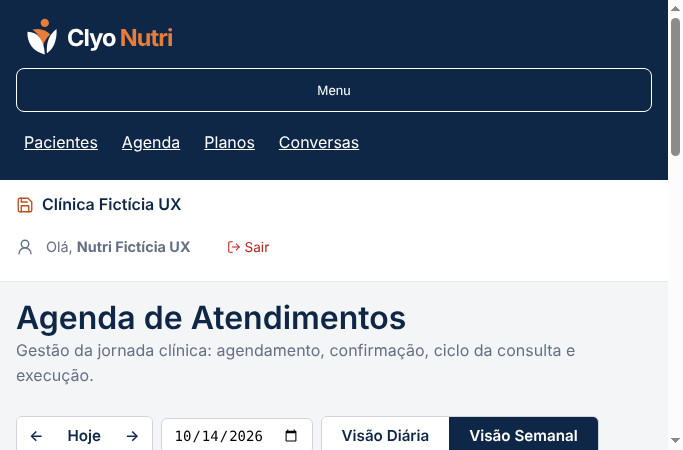 Clyo Nutri
Menu
Pacientes Agenda Planos Conversas
Clínica Fictícia UX
Olá, Nutri Fictícia UX Sair
Agenda de Atendimentos
Gestão da jornada clínica: agendamento, confirmação, ciclo da consulta e
execução.
← Hoje → 10/14/2026 Visão Diária Visão Semanal